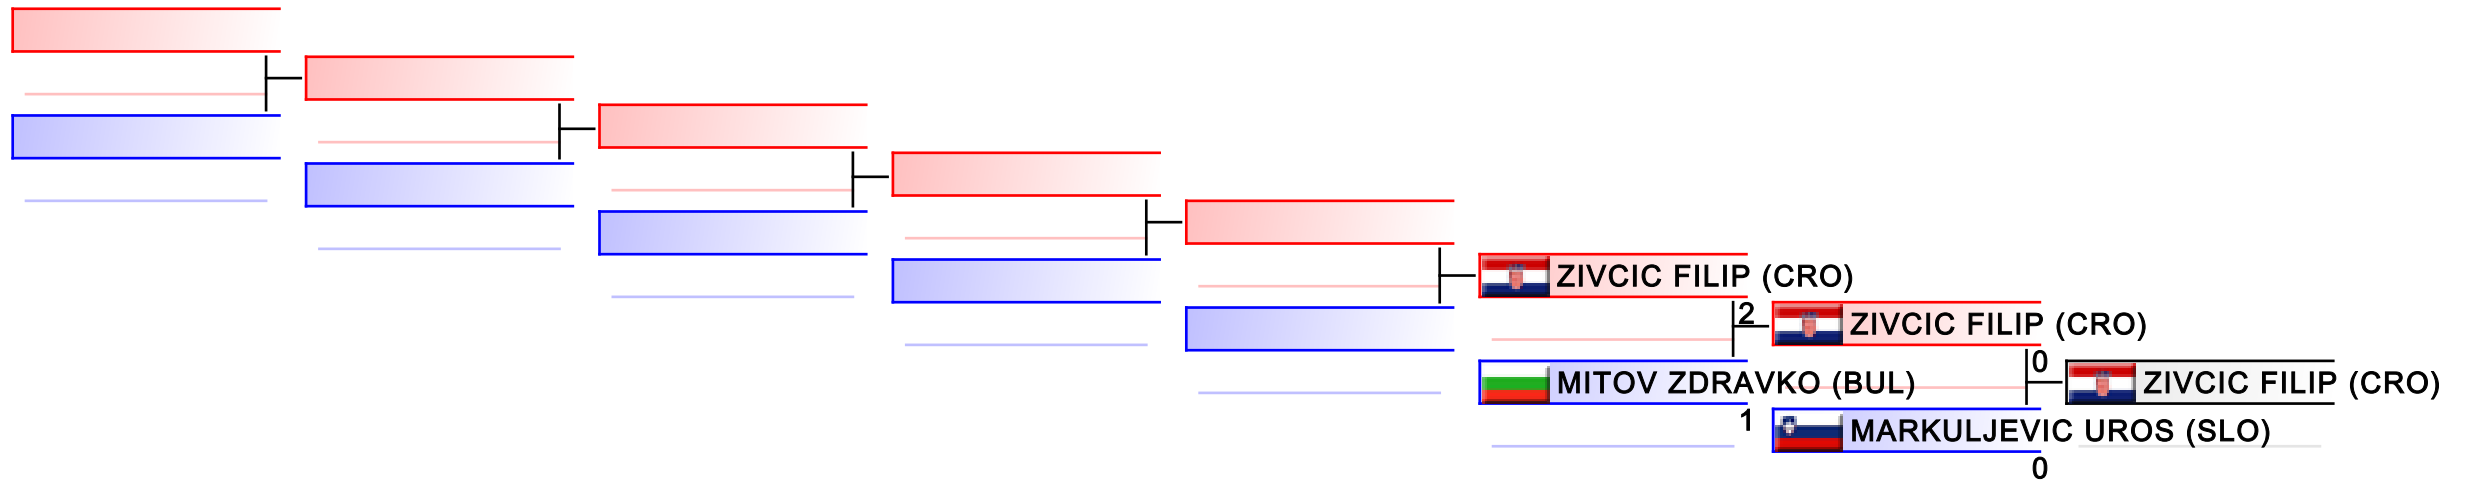 ZIVCIC FILIP (CRO)
2
ZIVCIC FILIP (CRO)
0
MITOV ZDRAVKO (BUL)
ZIVCIC FILIP (CRO)
1
MARKULJEVIC UROS (SLO)
0